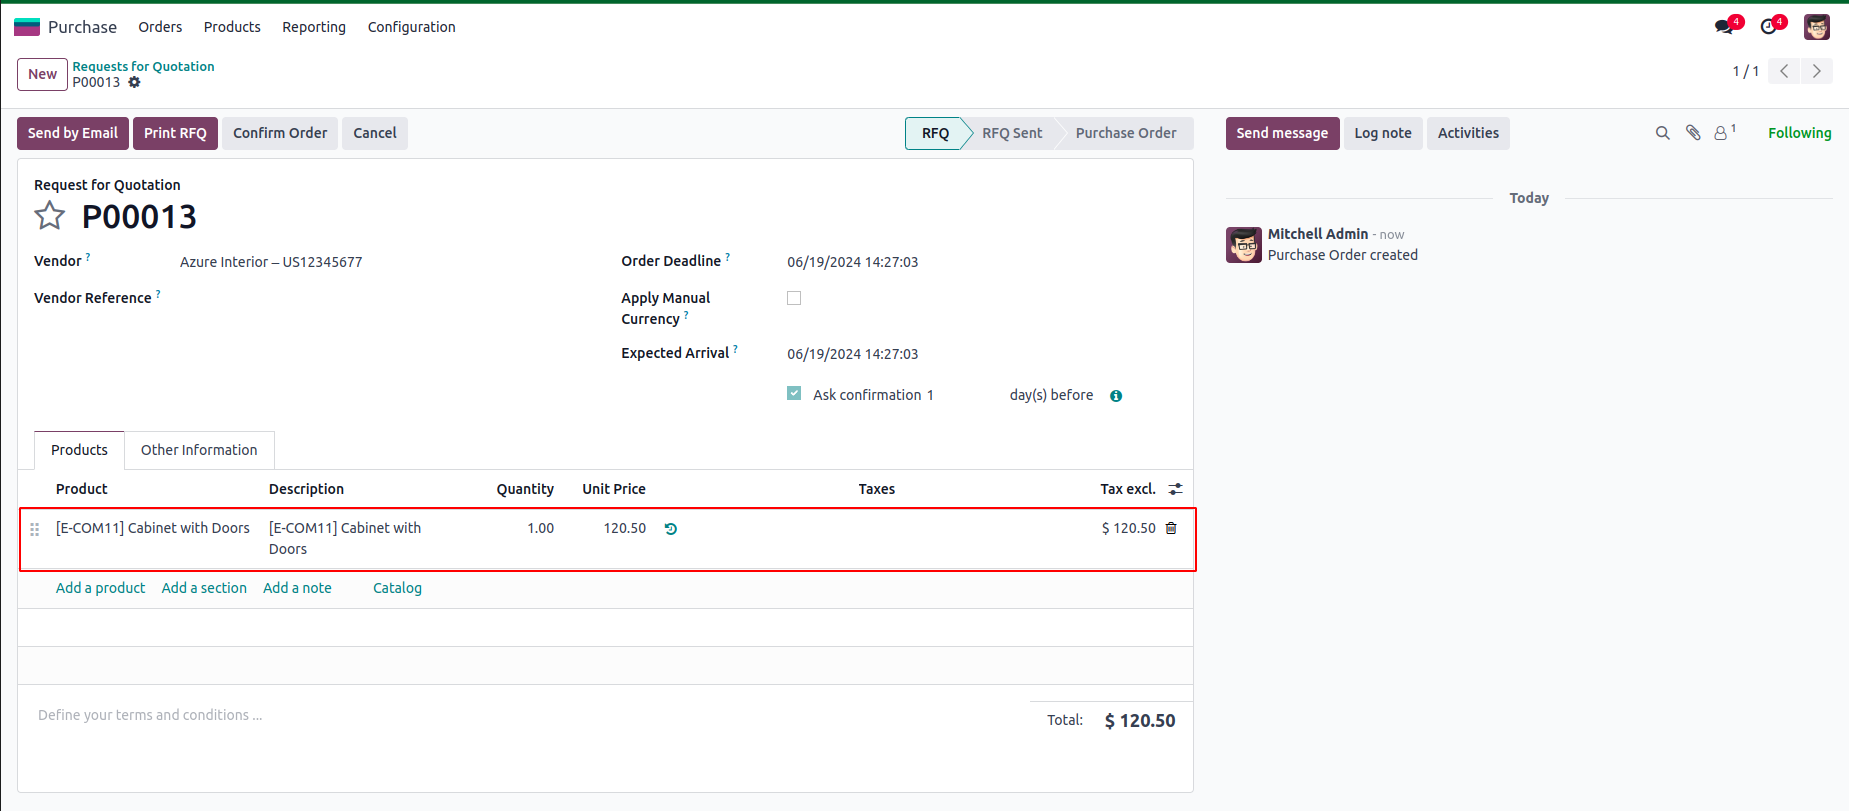 Purchase Orders Products Reporting Configuration 4 4
New Requests for Quotation
P00013
1 / 1
Send by Email Print RFQ Confirm Order Cancel RFQ RFQ Sent Purchase Order Send message Log note Activities 1 Following
Request for Quotation
P00013
Vendor ? Azure Interior – US12345677
Vendor Reference ?
Order Deadline ? 06/19/2024 14:27:03
Apply Manual
Currency ?
Expected Arrival ? 06/19/2024 14:27:03
Ask confirmation 1 day(s) before
Today
Mitchell Admin - now
Purchase Order created
Products Other Information
Product Description Quantity Unit Price Taxes Tax excl.
[E-COM11] Cabinet with Doors [E-COM11] Cabinet with 1.00 120.50 $ 120.50
Doors
Add a product Add a section Add a note Catalog
Define your terms and conditions ...
Total: $ 120.50